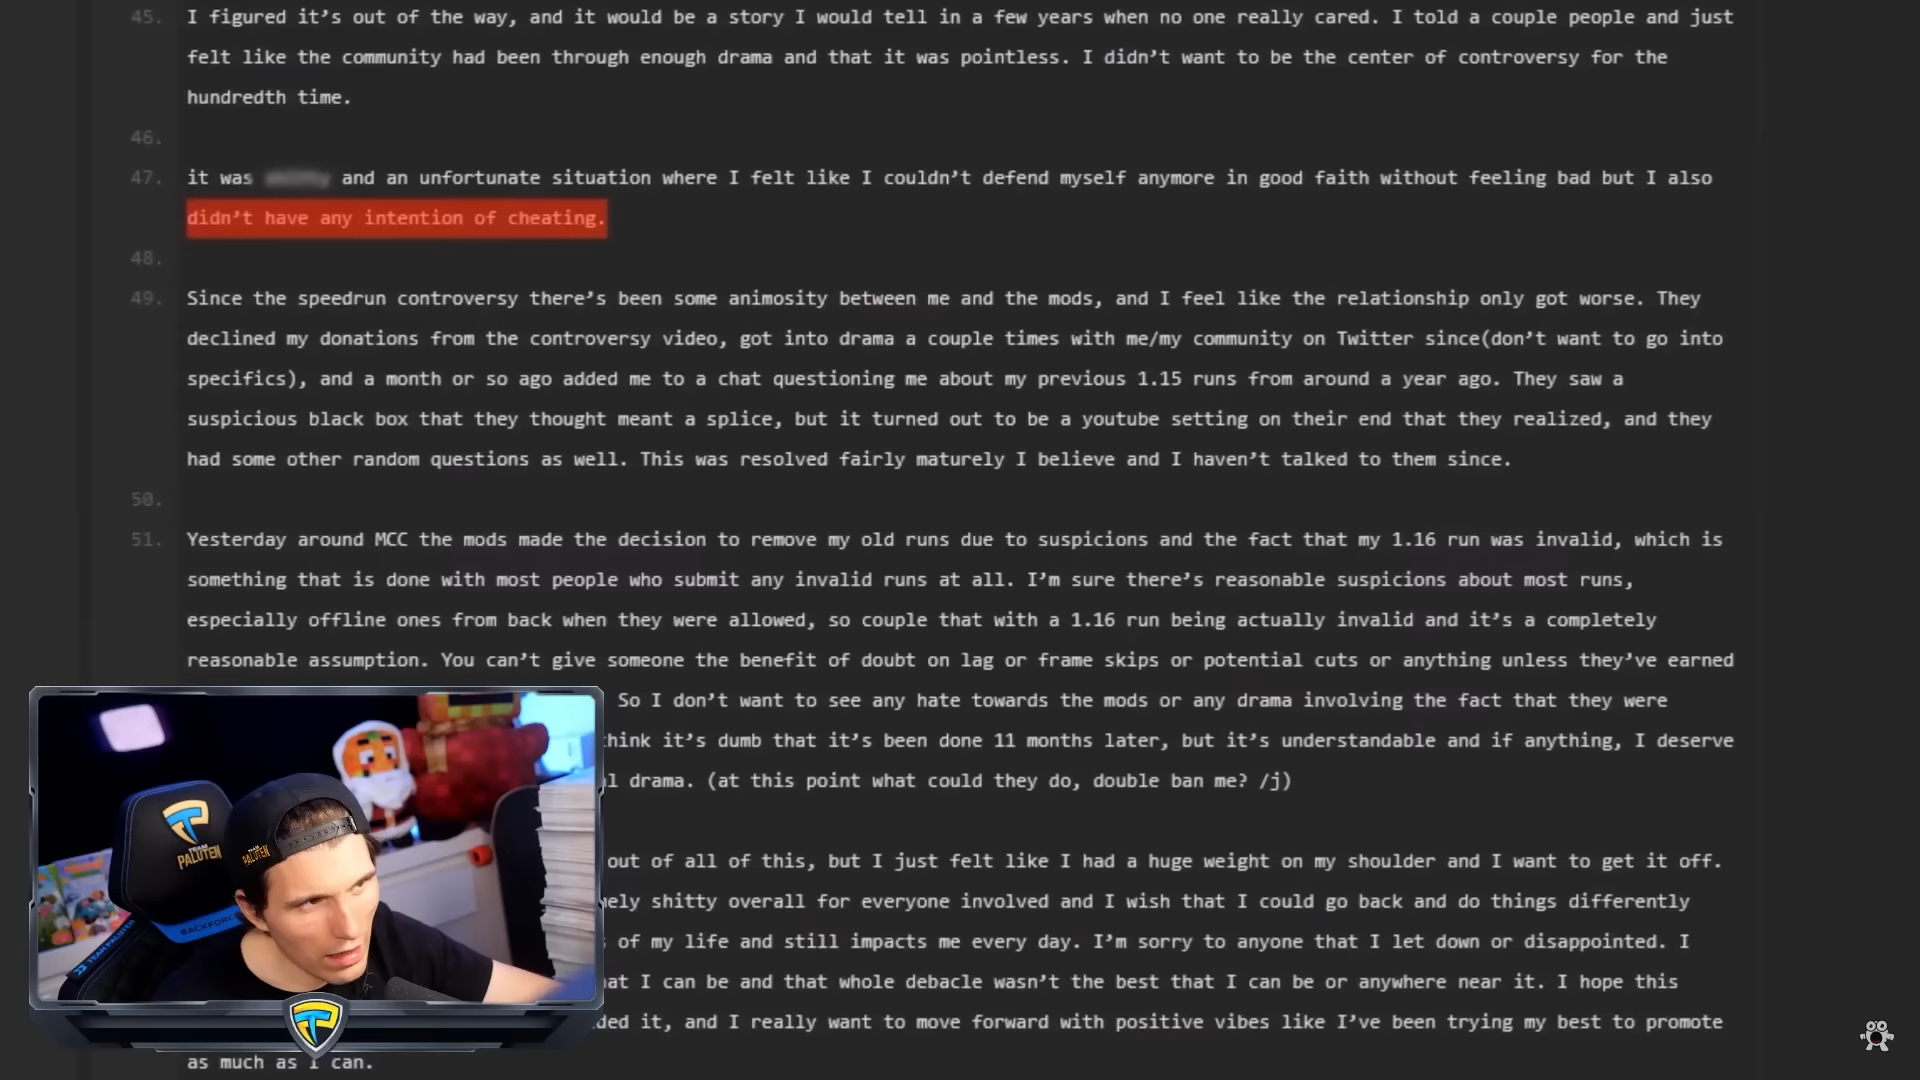 45. I figured it’s out of the way, and it would be a story I would tell in a few years when no one really cared. I told a couple people and just
felt like the community had been through enough drama and that it was pointless. I didn’t want to be the center of controversy for the
hundredth time.
46.
47. it was and an unfortunate situation where I felt like I couldn’t defend myself anymore in good faith without feeling bad but I also
didn’t have any intention of cheating.
48.
49. Since the speedrun controversy there’s been some animosity between me and the mods, and I feel like the relationship only got worse. They
declined my donations from the controversy video, got into drama a couple times with me/my community on Twitter since(don’t want to go into
specifics), and a month or so ago added me to a chat questioning me about my previous 1.15 runs from around a year ago. They saw a
suspicious black box that they thought meant a splice, but it turned out to be a youtube setting on their end that they realized, and they
had some other random questions as well. This was resolved fairly maturely I believe and I haven’t talked to them since.
50.
51. Yesterday around MCC the mods made the decision to remove my old runs due to suspicions and the fact that my 1.16 run was invalid, which is
something that is done with most people who submit any invalid runs at all. I’m sure there’s reasonable suspicions about most runs,
especially offline ones from back when they were allowed, so couple that with a 1.16 run being actually invalid and it’s a completely
reasonable assumption. You can’t give someone the benefit of doubt on lag or frame skips or potential cuts or anything unless they’ve earned
So I don’t want to see any hate towards the mods or any drama involving the fact that they were
hink it’s dumb that it’s been done 11 months later, but it’s understandable and if anything, I deserve
l drama. (at this point what could they do, double ban me? /j)
out of all of this, but I just felt like I had a huge weight on my shoulder and I want to get it off.
ely shitty overall for everyone involved and I wish that I could go back and do things differently
of my life and still impacts me every day. I’m sorry to anyone that I let down or disappointed. I
at I can be and that whole debacle wasn’t the best that I can be or anywhere near it. I hope this
ded it, and I really want to move forward with positive vibes like I’ve been trying my best to promote
as much as I can.
TEAM
PALUTEN
PALUTEN
BACKFORCE
TEAM PALUTEN